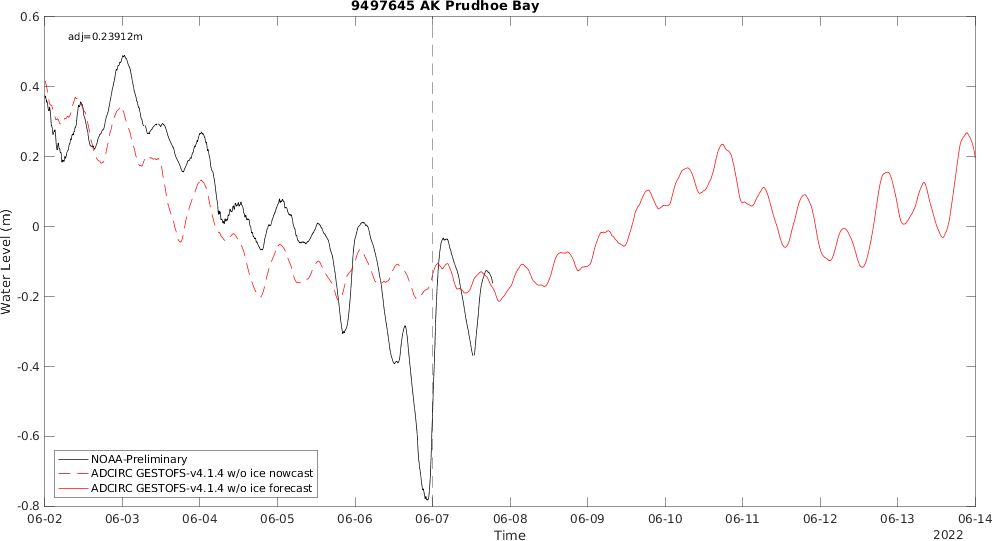 9497645 AK Prudhoe Bay
adj=0.23912m
0.6
0.4
0.2
0
-0.2
-0.4
-0.6
-0.8
Water Level (m)
NOAA-Preliminary
ADCIRC GESTOFS-v4.1.4 w/o ice nowcast
ADCIRC GESTOFS-v4.1.4 w/o ice forecast
06-02 06-03 06-04 06-05 06-06 06-07 06-08 06-09 06-10 06-11 06-12 06-13 06-14
Time
2022